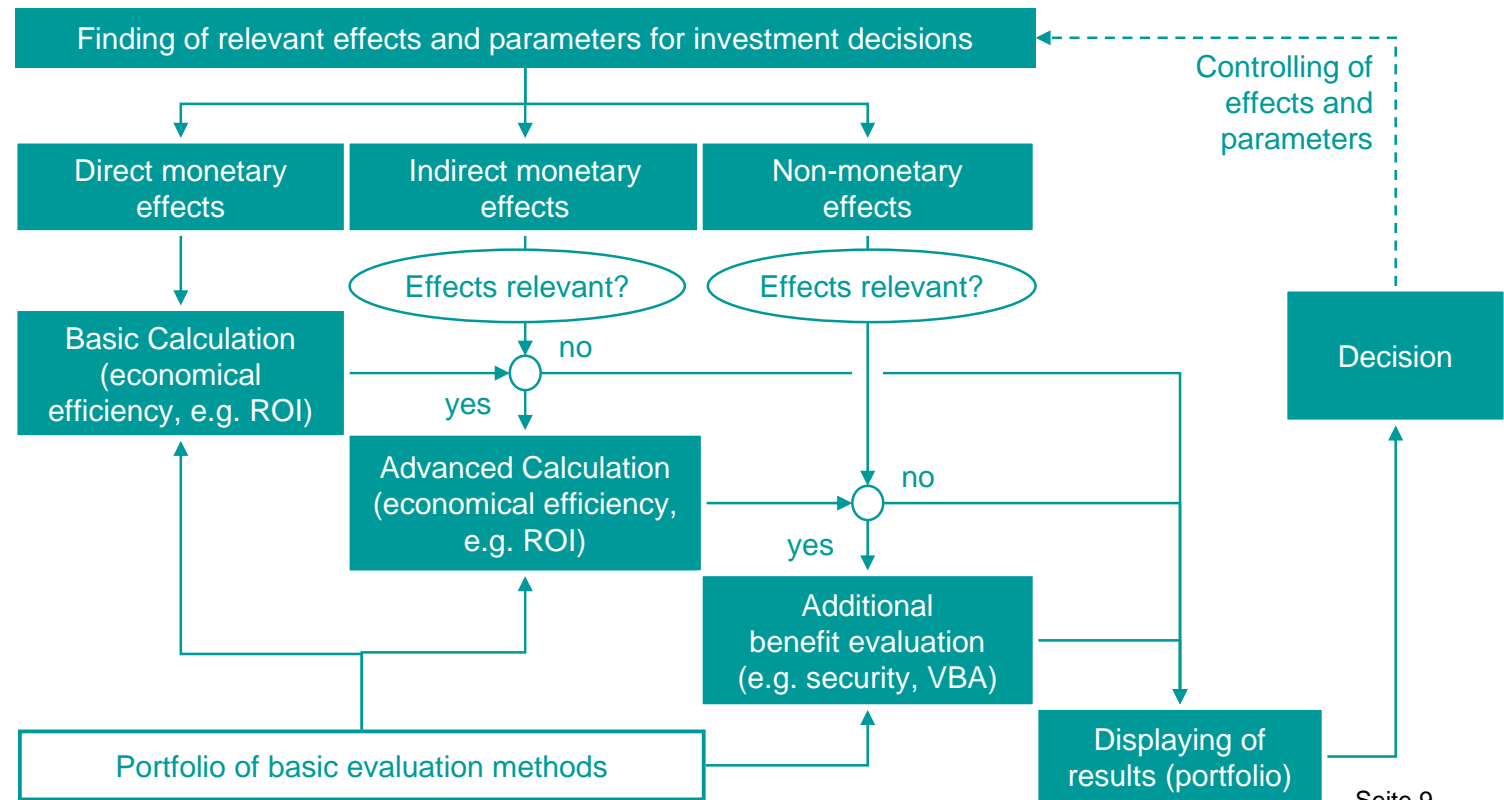 Finding of relevant effects and parameters for investment decisions
Controlling of
effects and
parameters
Direct monetary
effects
Indirect monetary
effects
Non-monetary
effects
Effects relevant?
Effects relevant?
Basic Calculation
(economical
efficiency, e.g. ROI)
no
yes
Decision
Advanced Calculation
(economical efficiency,
e.g. ROI)
no
yes
Additional
benefit evaluation
(e.g. security, VBA)
Portfolio of basic evaluation methods
Displaying of
results (portfolio)
Seite 9